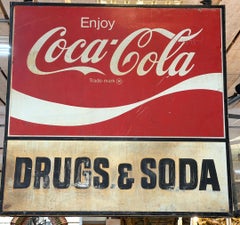 Enjoy
Coca-Cola
Trade-mark ®
DRUGS & SODA